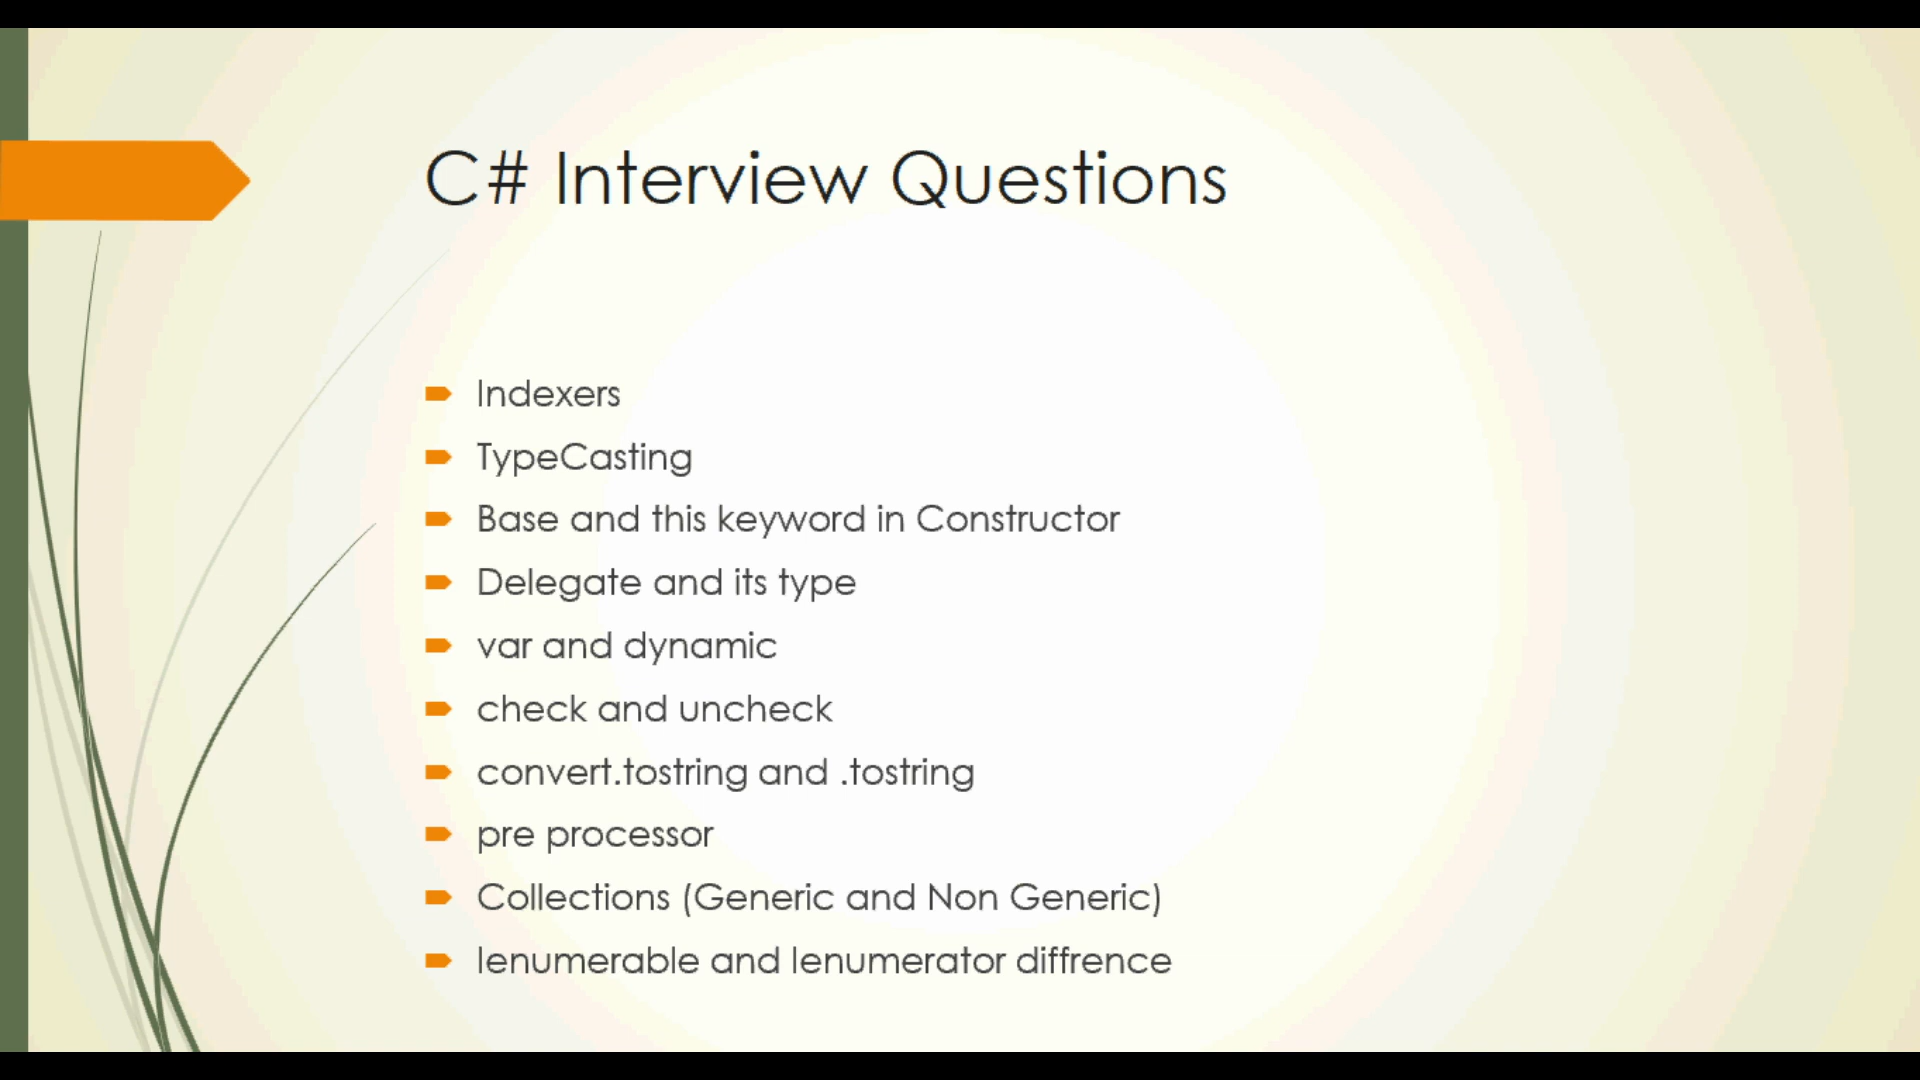 C# Interview Questions
Indexers
TypeCasting
Base and this keyword in Constructor
Delegate and its type
var and dynamic
check and uncheck
convert.tostring and .tostring
pre processor
Collections (Generic and Non Generic)
Ienumerable and Ienumerator diffrence